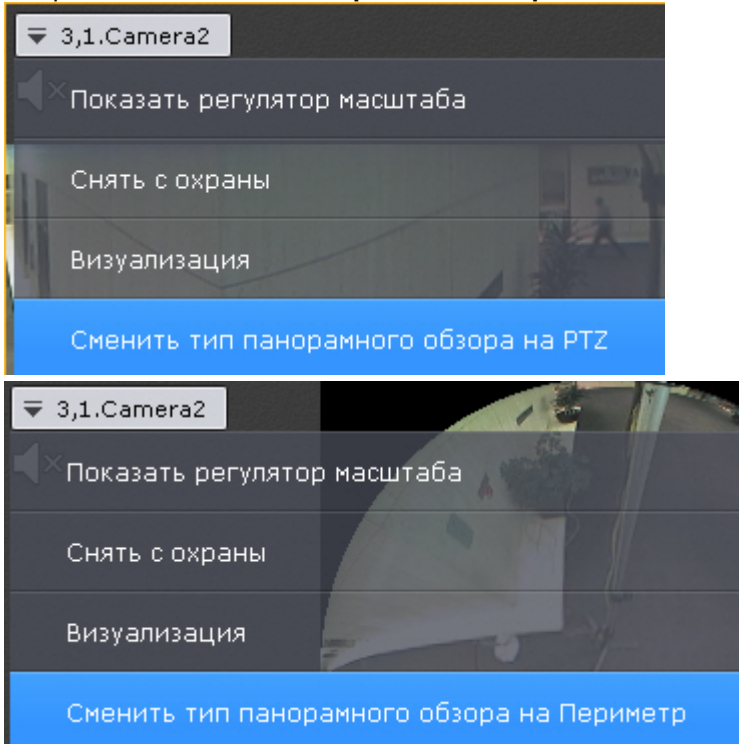 3,1.Camera2
Показать регулятор масштаба
Снять с охраны
Визуализация
Сменить тип панорамного обзора на PTZ
3,1.Camera2
Показать регулятор масштаба
Снять с охраны
Визуализация
Сменить тип панорамного обзора на Периметр